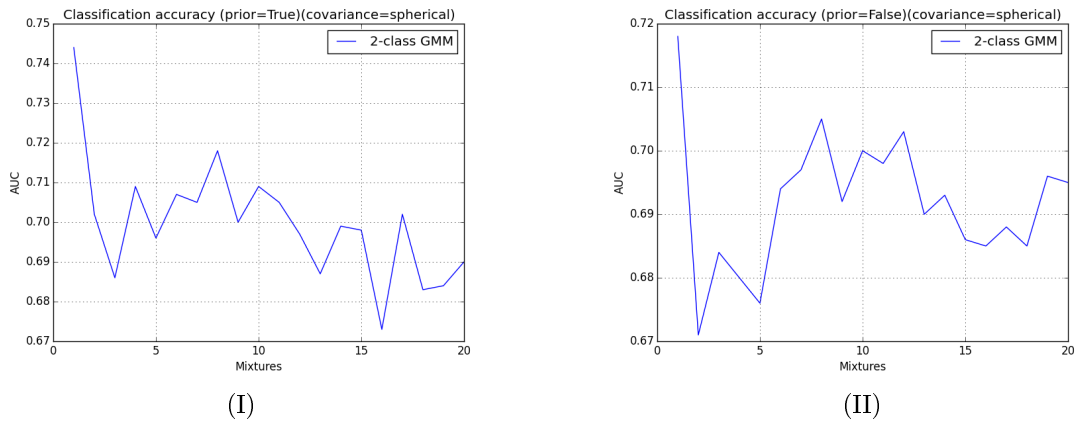 Classification accuracy (prior=True)(covariance=spherical)
2-class GMM
0.75
0.74
0.73
0.72
0.71
0.70
0.69
0.68
0.67
AUC
0
5
10
15
20
Mixtures
(I)
Classification accuracy (prior=False)(covariance=spherical)
2-class GMM
0.72
0.71
0.70
0.69
0.68
0.67
AUC
0
5
10
15
20
Mixtures
(II)